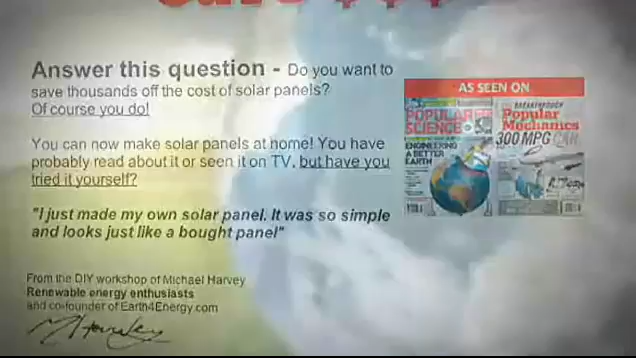 Answer this question - Do you want to
save thousands off the cost of solar panels?
Of course you do!
You can now make solar panels at home! You have
probably read about it or seen it on TV, but have you
tried it yourself?
"I just made my own solar panel. It was so simple
and looks just like a bought panel"
From the DIY workshop of Michael Harvey
Renewable energy enthusiasts
and co-founder of Earth4Energy.com
AS SEEN ON
POPULAR
SCIENCE
ENGINEERING
A BETTER
EARTH
BREAKTHROUGH
Popular
Mechanics
300 MPG CAR